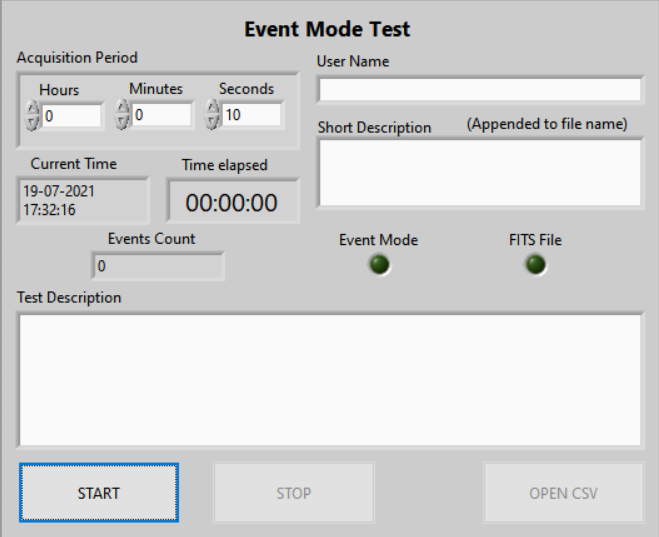 Event Mode Test
Acquisition Period
Hours Minutes Seconds
0 0 10
User Name
Short Description (Appended to file name)
Current Time
19-07-2021
17:32:16
Time elapsed
00:00:00
Events Count
0
Event Mode
FITS File
Test Description
START
STOP
OPEN CSV